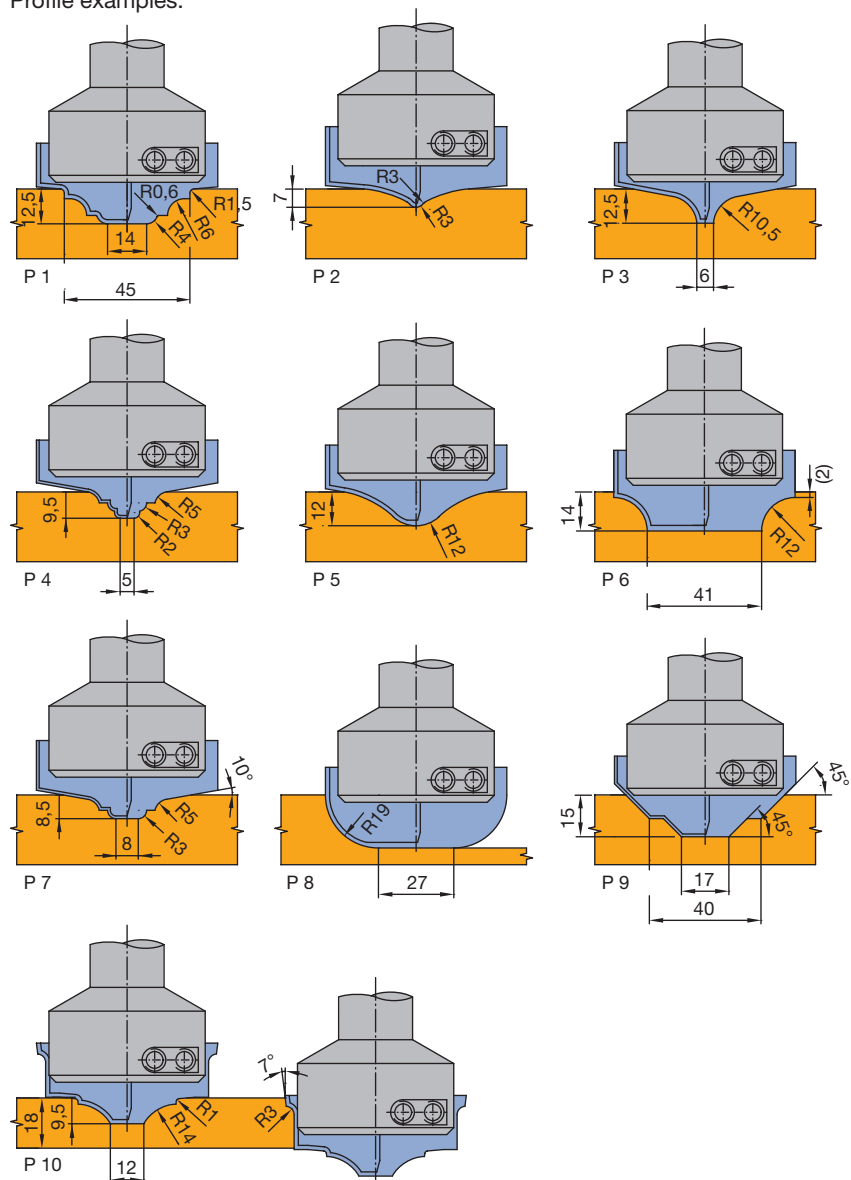 Profile examples:
12,5
R0,6
R1,5
R6
R4
14
P 1
45
7
R3
R3
P 2
12,5
R10,5
P 3
6
9,5
R5
R3
R2
P 4
5
12
R12
P 5
(2)
14
R12
P 6
41
10°
8,5
R5
R3
8
P 7
R19
P 8
27
45°
15
45°
P 9
17
40
7°
18
9,5
R1
R14
R3
P 10
12